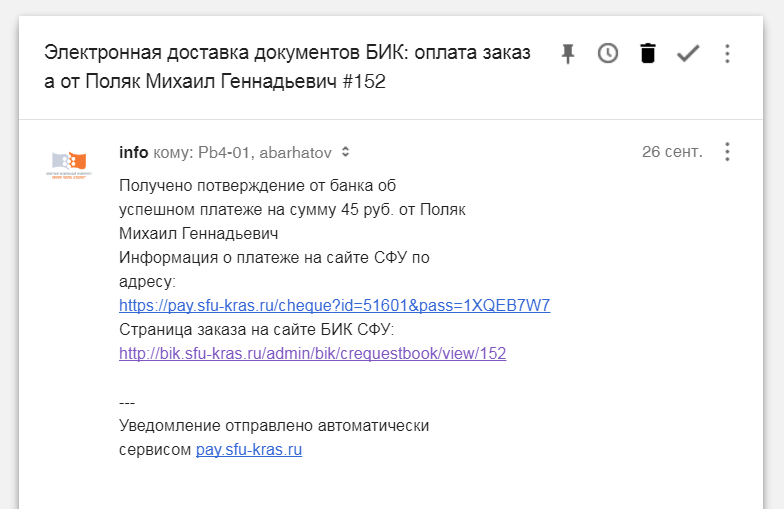 Электронная доставка документов БИК: оплата заказ
а от Поляк Михаил Геннадьевич #152
info кому: Pb4-01, abarhatov
26 сент.
Получено потверждение от банка об
успешном платеже на сумму 45 руб. от Поляк
Михаил Геннадьевич
Информация о платеже на сайте СФУ по
адресу:
https://pay.sfu-kras.ru/cheque?id=51601&pass=1XQEB7W7
Страница заказа на сайте БИК СФУ:
http://bik.sfu-kras.ru/admin/bik/crequestbook/view/152
---
Уведомление отправлено автоматически
сервисом pay.sfu-kras.ru